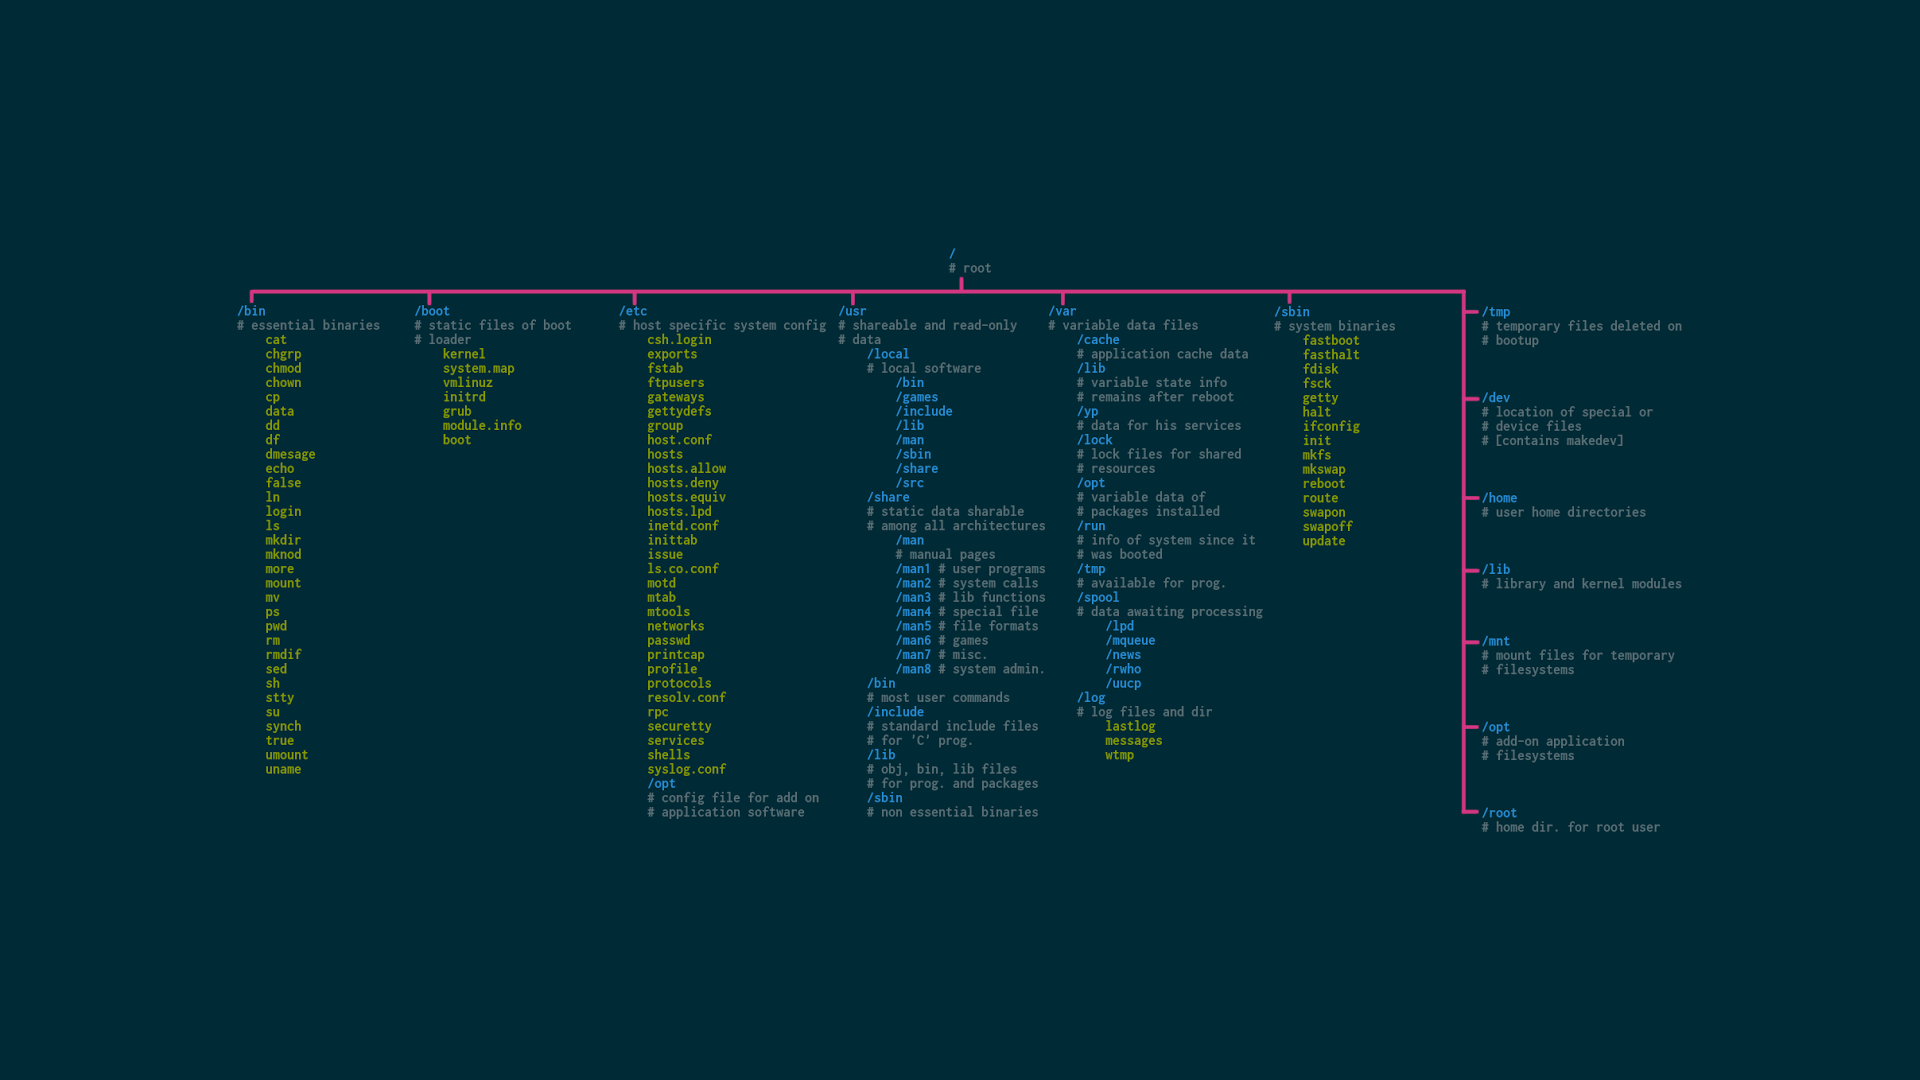 /
# root
/bin
# essential binaries
cat
chgrp
chmod
chown
cp
data
dd
df
dmesage
echo
false
ln
login
ls
mkdir
mknod
more
mount
mv
ps
pwd
rm
rmdif
sed
sh
stty
su
synch
true
umount
uname
/boot
# static files of boot
# loader
kernel
system.map
vmlinuz
initrd
grub
module.info
boot
/etc
# host specific system config
csh.login
exports
fstab
ftpusers
gateways
gettydefs
group
host.conf
hosts
hosts.allow
hosts.deny
hosts.equiv
hosts.lpd
inetd.conf
inittab
issue
ls.co.conf
motd
mtab
mtools
networks
passwd
printcap
profile
protocols
resolv.conf
rpc
securetty
services
shells
syslog.conf
/opt
# config file for add on
# application software
/usr
# shareable and read-only
# data
/local
# local software
/bin
/games
/include
/lib
/man
/sbin
/share
/src
/share
# static data sharable
# among all architectures
/man
# manual pages
/man1 # user programs
/man2 # system calls
/man3 # lib functions
/man4 # special file
/man5 # file formats
/man6 # games
/man7 # misc.
/man8 # system admin.
/bin
# most user commands
/include
# standard include files
# for 'C' prog.
/lib
# obj, bin, lib files
# for prog. and packages
/sbin
# non essential binaries
/var
# variable data files
/cache
# application cache data
/lib
# variable state info
# remains after reboot
/yp
# data for his services
/lock
# lock files for shared
# resources
/opt
# variable data of
# packages installed
/run
# info of system since it
# was booted
/tmp
# available for prog.
/spool
# data awaiting processing
/lpd
/mqueue
/news
/rwho
/uucp
/log
# log files and dir
lastlog
messages
wtmp
/sbin
# system binaries
fastboot
fasthalt
fdisk
fsck
getty
halt
ifconfig
init
mkfs
mkswap
reboot
route
swapon
swapoff
update
/tmp
# temporary files deleted on
# bootup
/dev
# location of special or
# device files
# [contains makedev]
/home
# user home directories
/lib
# library and kernel modules
/mnt
# mount files for temporary
# filesystems
/opt
# add-on application
# filesystems
/root
# home dir. for root user